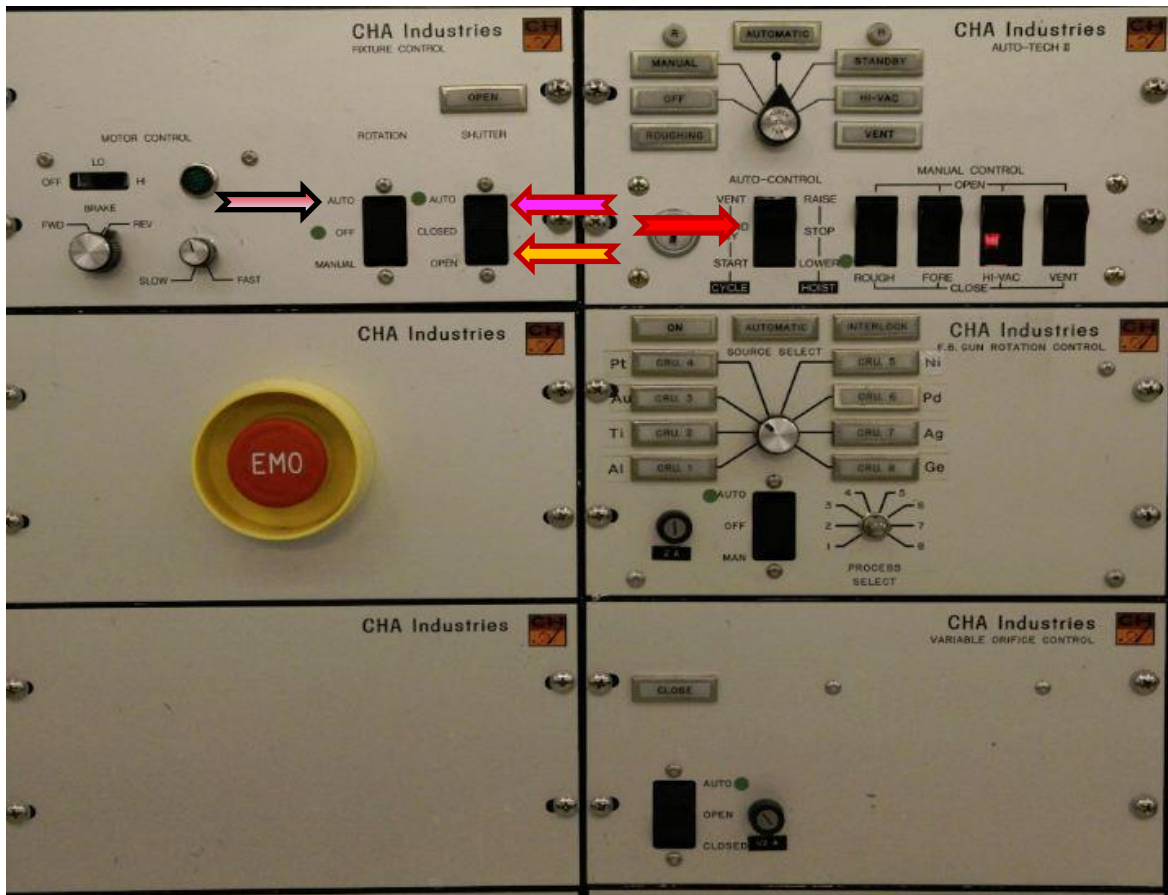 CHA Industries
FIXTURE CONTROL
OPEN
ROTATION SHUTTER
MOTOR CONTROL
LO
OFF HI
BRAKE
FWD REV
SLOW FAST
AUTO
OFF
MANUAL
AUTO
CLOSED
OPEN
CHA Industries
AUTO-TECH II
R AUTOMATIC H
MANUAL STANDBY
OFF HI-VAC
ROUGHING VENT
AUTO-CONTROL
VENT RAISE
STOP
START LOWER
CYCLE HOIST
MANUAL CONTROL
OPEN
ROUGH FORE HI-VAC VENT
CLOSE
CHA Industries
EMO
ON AUTOMATIC INTERLOCK
CHA Industries
E.B. GUN ROTATION CONTROL
SOURCE SELECT
Pt CRU. 4 CRU. 5 Ni
Au CRU. 3 CRU. 6 Pd
Ti CRU. 2 CRU. 7 Ag
Al CRU. 1 CRU. 8 Ge
AUTO
OFF
MAN
2 A
4 5
3 6
2 7
1 8
PROCESS
SELECT
CHA Industries
CHA Industries
VARIABLE ORIFICE CONTROL
CLOSE
AUTO
OPEN
CLOSED
1/2 A